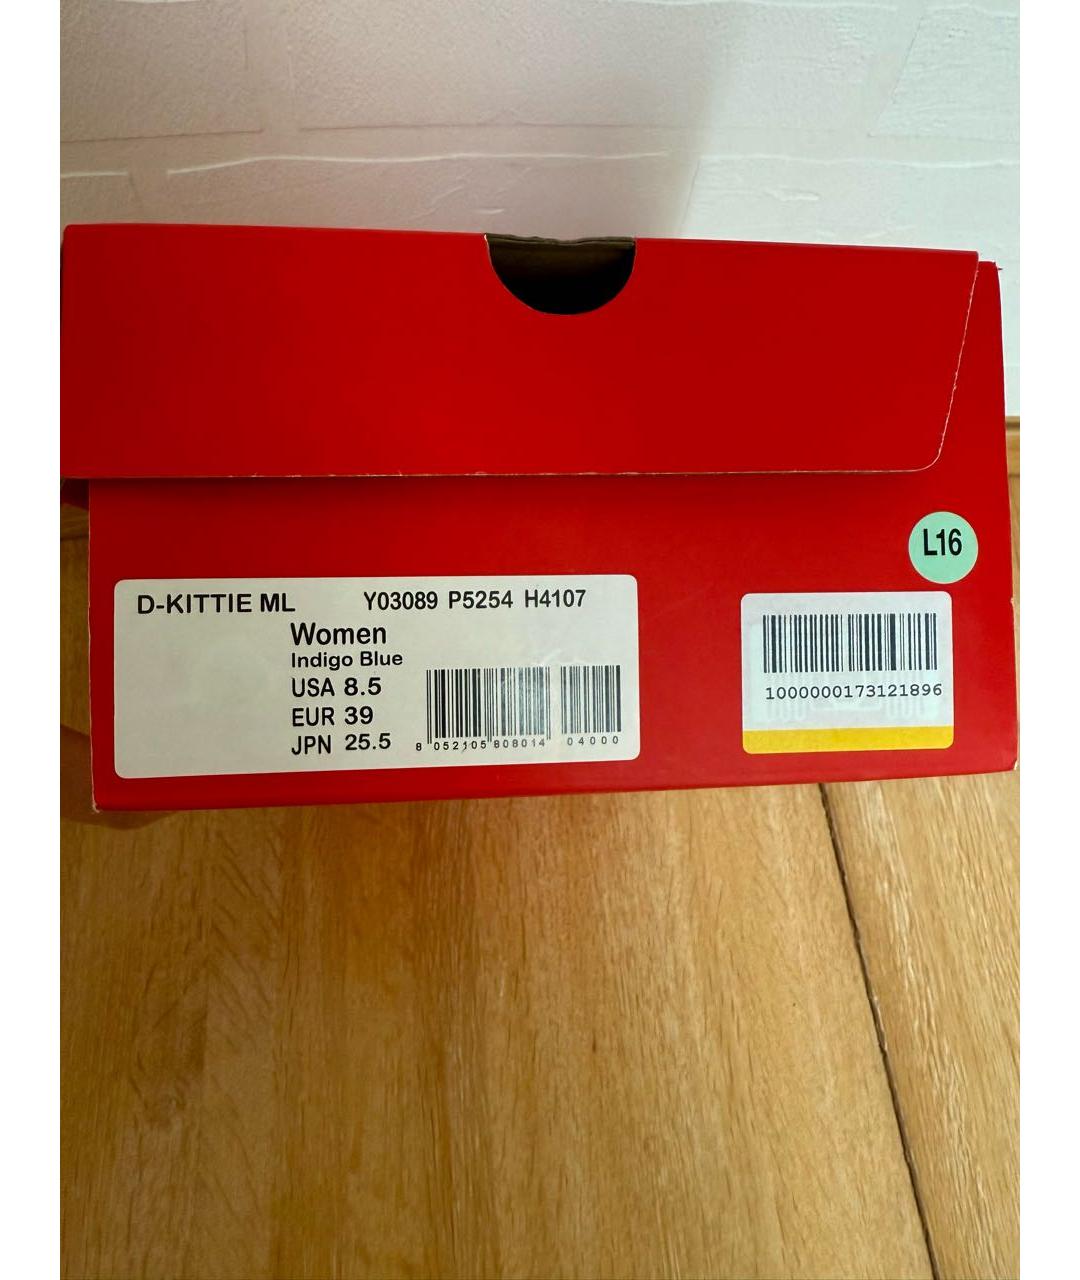 L16
D-KITTIE ML Y03089 P5254 H4107
Women
Indigo Blue
USA 8.5
EUR 39
JPN 25.5
8 052105 808014 04000
1000000173121896